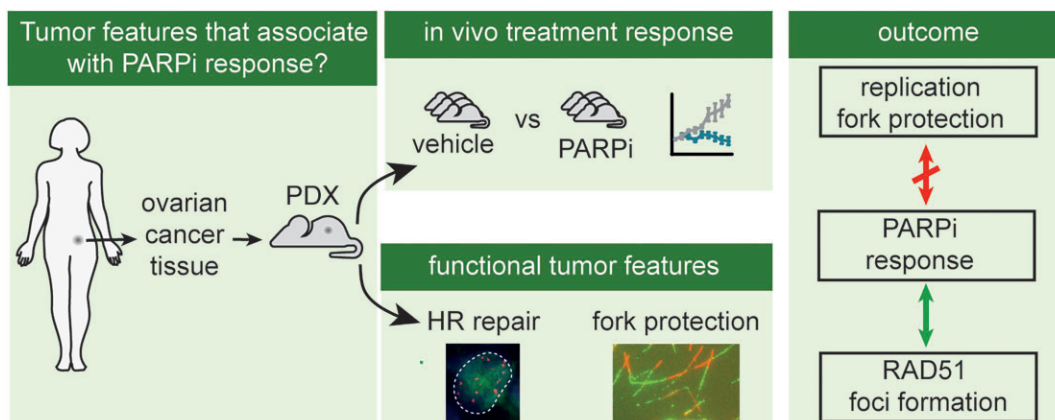 Tumor features that associate
with PARPi response?
ovarian
cancer
tissue
PDX
in vivo treatment response
vehicle
vs
PARPi
functional tumor features
HR repair
fork protection
outcome
replication
fork protection
PARPi
response
RAD51
foci formation